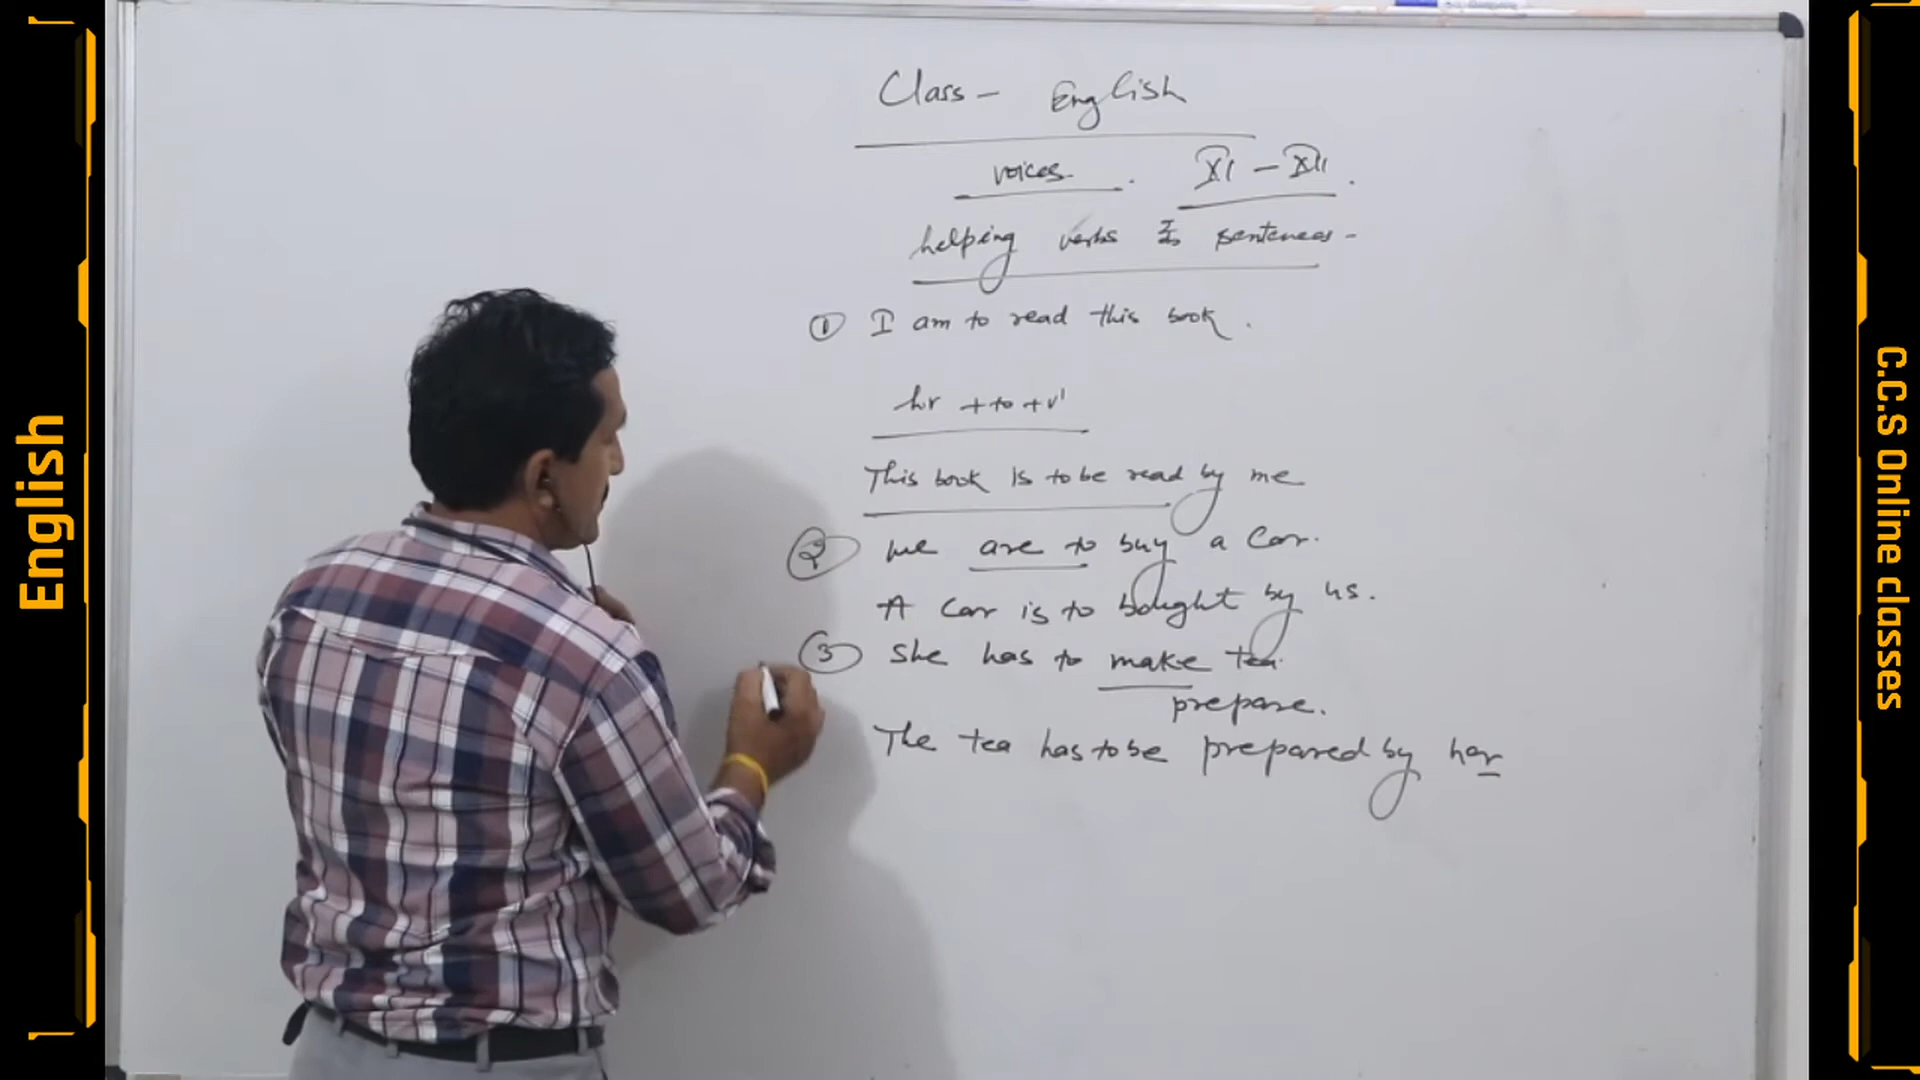 English
Class - English
voices. XI - XII.
helping verbs sentences -
① I am to read this book.
hv + to + v¹
This book is to be read by me
② we are to buy a car.
A car is to bought by us.
③ she has to make tea.
prepare.
The tea has to be prepared by her
C.C.S Online classes